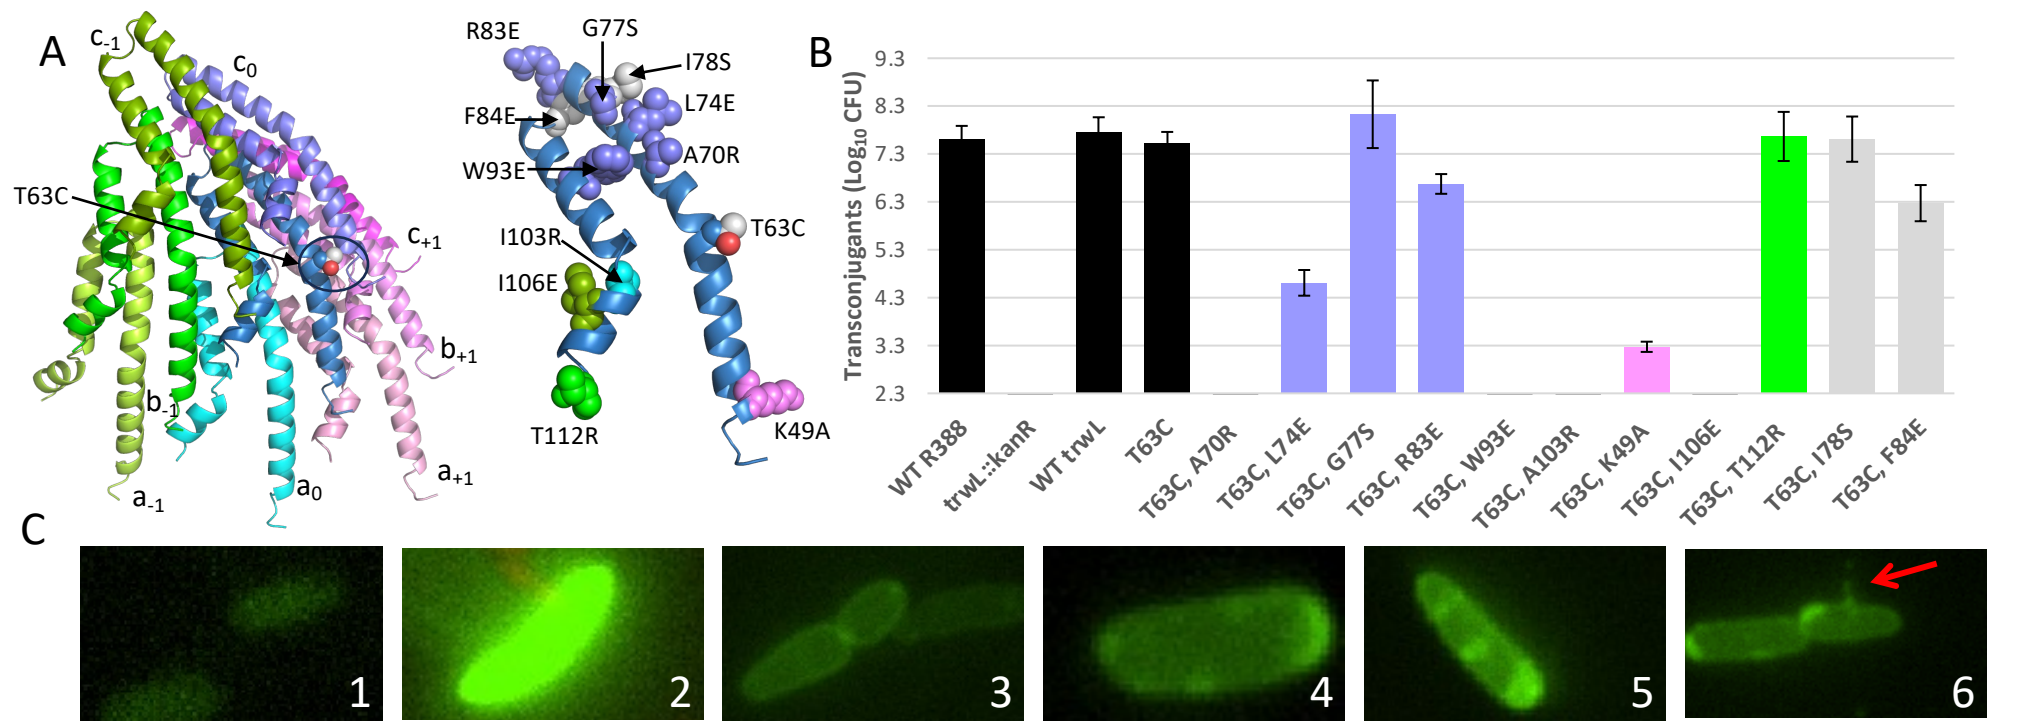 A
c-1
c0
T63C
c+1
b+1
b-1
a-1
a0
a+1
R83E
G77S
I78S
F84E
L74E
W93E
A70R
I103R
T63C
I106E
T112R
K49A
B
Transconjugants (Log10 CFU)
9.3
8.3
7.3
6.3
5.3
4.3
3.3
2.3
WT R388
trwL::kanR
WT trwL
T63C
T63C, A70R
T63C, L74E
T63C, G77S
T63C, R83E
T63C, W93E
T63C, A103R
T63C, K49A
T63C, I106E
T63C, T112R
T63C, I78S
T63C, F84E
C
1
2
3
4
5
6